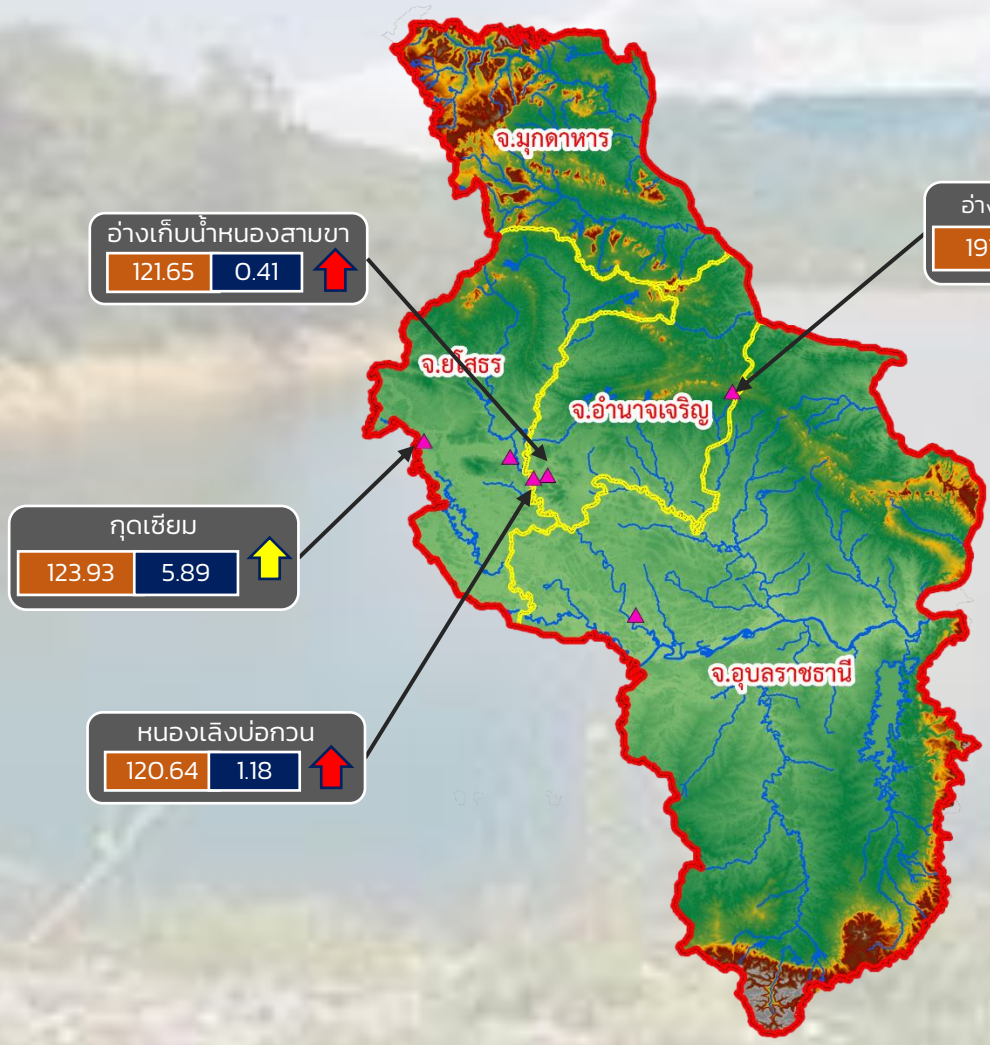 จ.มุกดาหาร
อ่างเก็บน้ำหนองสามขา
121.65 0.41
จ.ยโสธร
จ.อำนาจเจริญ
กุดเซียม
123.93 5.89
จ.อุบลราชธานี
หนองเลิงบ่อกวน
120.64 1.18